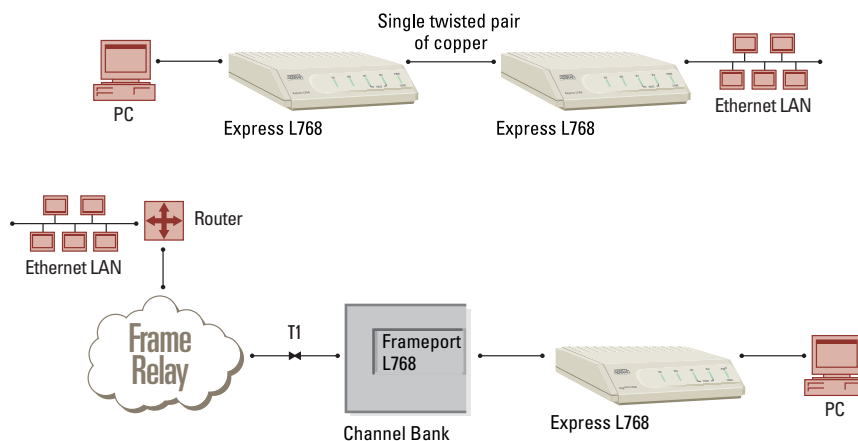 Single twisted pair
of copper
PC
Express L768
Express L768
Ethernet LAN
Router
Ethernet LAN
Frame
Relay
T1
Frameport
L768
Channel Bank
Express L768
PC